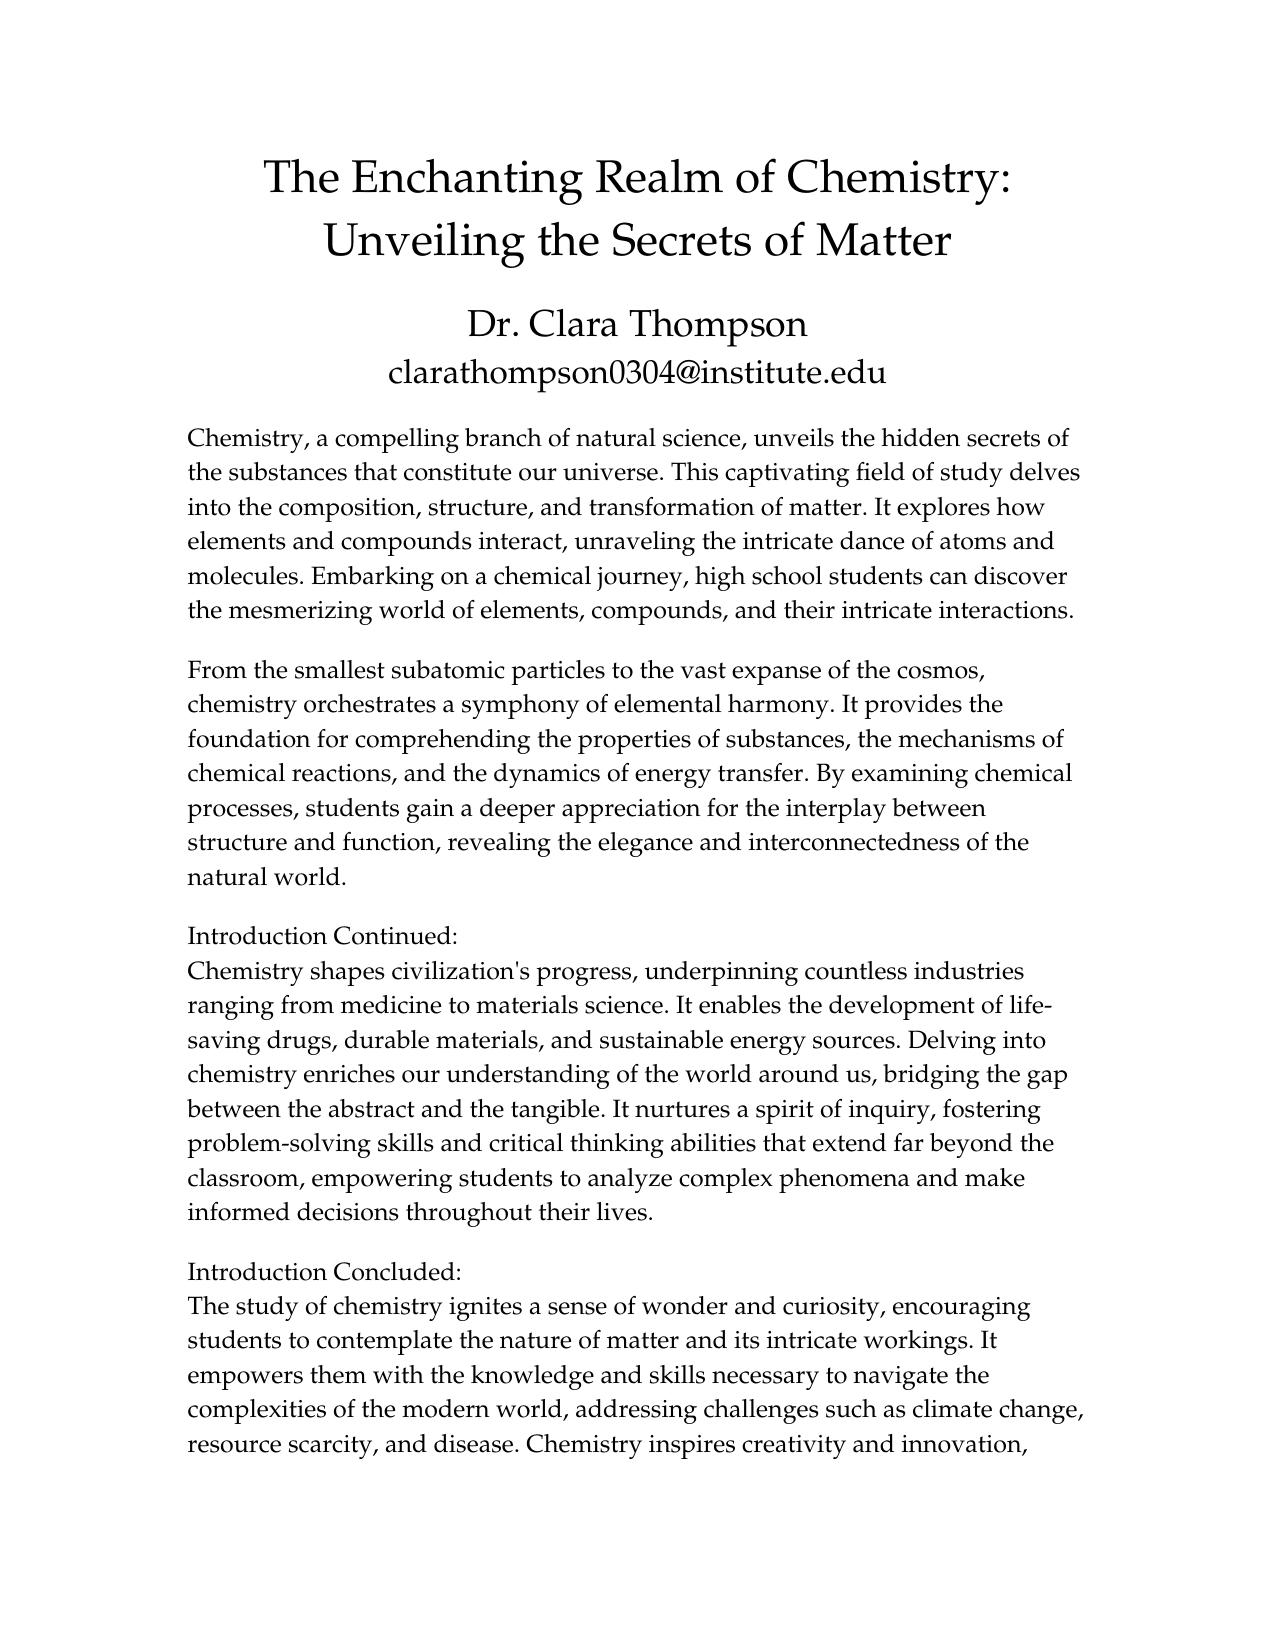 The Enchanting Realm of Chemistry:
Unveiling the Secrets of Matter
Dr. Clara Thompson
clarathompson0304@institute.edu
Chemistry, a compelling branch of natural science, unveils the hidden secrets of
the substances that constitute our universe. This captivating field of study delves
into the composition, structure, and transformation of matter. It explores how
elements and compounds interact, unraveling the intricate dance of atoms and
molecules. Embarking on a chemical journey, high school students can discover
the mesmerizing world of elements, compounds, and their intricate interactions.
From the smallest subatomic particles to the vast expanse of the cosmos,
chemistry orchestrates a symphony of elemental harmony. It provides the
foundation for comprehending the properties of substances, the mechanisms of
chemical reactions, and the dynamics of energy transfer. By examining chemical
processes, students gain a deeper appreciation for the interplay between
structure and function, revealing the elegance and interconnectedness of the
natural world.
Introduction Continued:
Chemistry shapes civilization's progress, underpinning countless industries
ranging from medicine to materials science. It enables the development of life-
saving drugs, durable materials, and sustainable energy sources. Delving into
chemistry enriches our understanding of the world around us, bridging the gap
between the abstract and the tangible. It nurtures a spirit of inquiry, fostering
problem-solving skills and critical thinking abilities that extend far beyond the
classroom, empowering students to analyze complex phenomena and make
informed decisions throughout their lives.
Introduction Concluded:
The study of chemistry ignites a sense of wonder and curiosity, encouraging
students to contemplate the nature of matter and its intricate workings. It
empowers them with the knowledge and skills necessary to navigate the
complexities of the modern world, addressing challenges such as climate change,
resource scarcity, and disease. Chemistry inspires creativity and innovation,